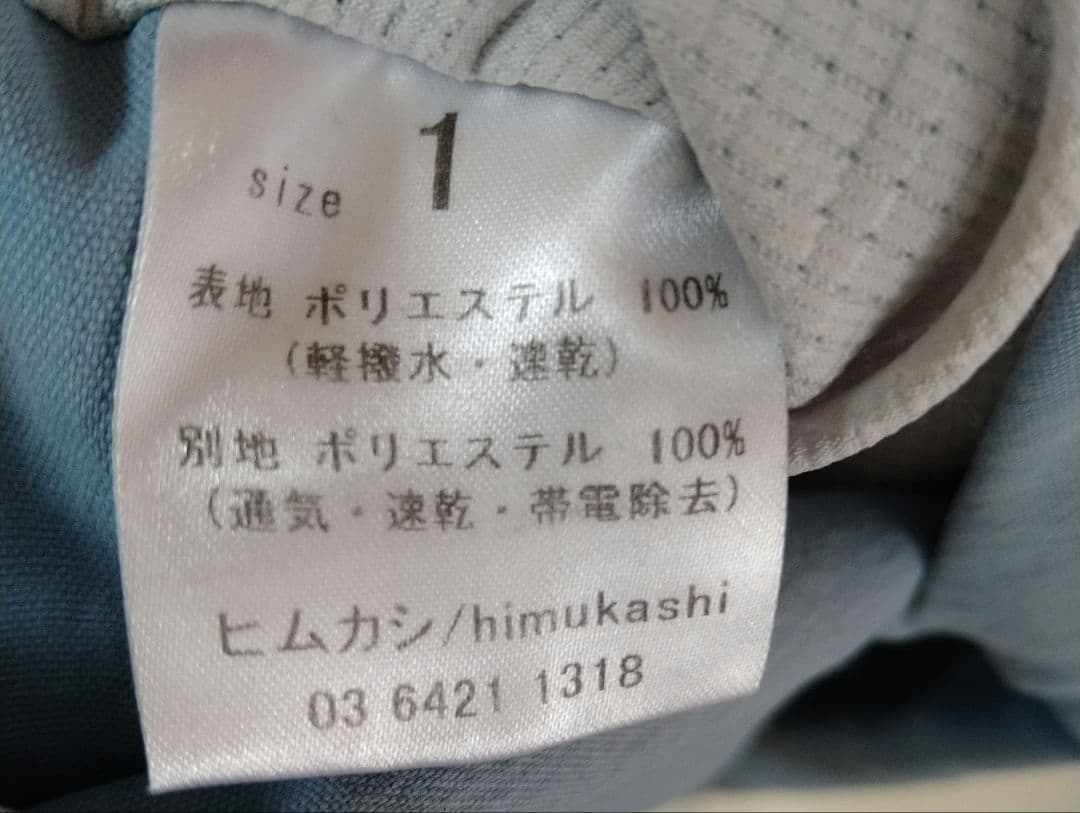 size 1
表地 ポリエステル 100%
(軽撥水・速乾)
別地 ポリエステル 100%
(通気・速乾・帯電除去)
ヒムカシ/himukashi
03 6421 1318